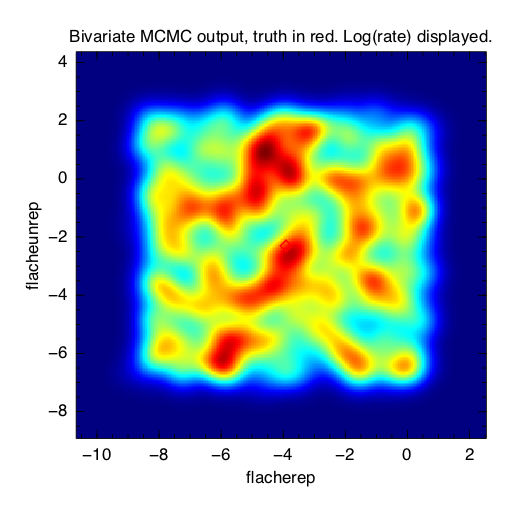 Bivariate MCMC output, truth in red. Log(rate) displayed.
4
2
0
−2
−4
−6
−8
flacheunrep
−10 −8 −6 −4 −2 0 2
flacherep